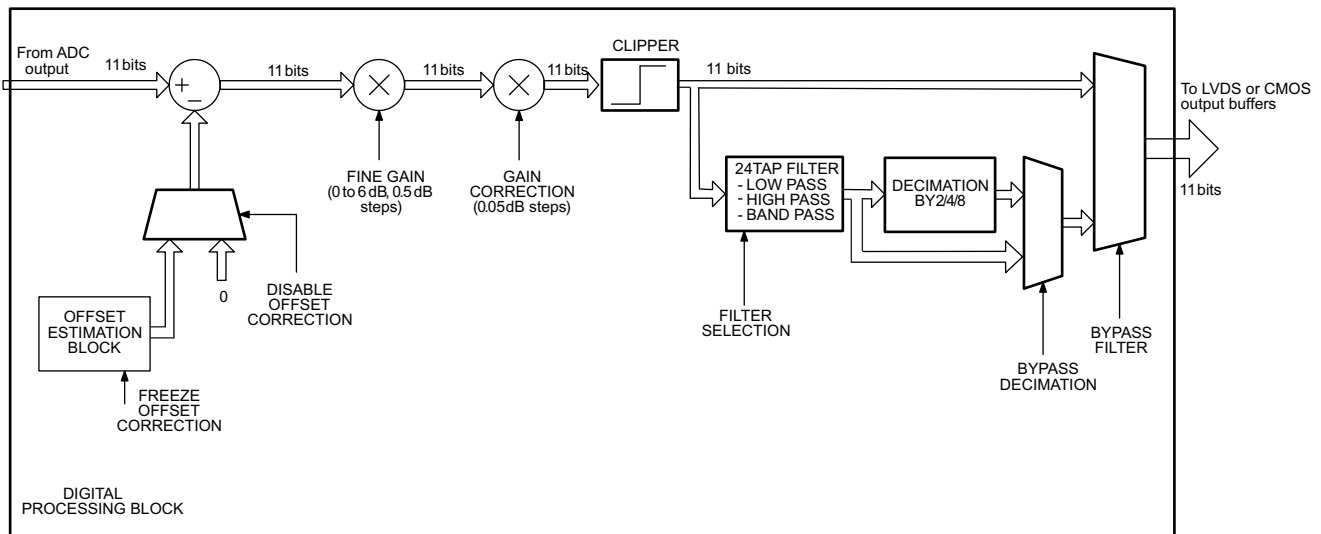 From ADC
output
11 bits
+
−
11 bits
11 bits
11 bits
CLIPPER
11 bits
To LVDS or CMOS
output buffers
11 bits
FINE GAIN
(0 to 6 dB, 0.5 dB
steps)
GAIN
CORRECTION
(0.05dB steps)
24TAP FILTER
- LOW PASS
- HIGH PASS
- BAND PASS
DECIMATION
BY2/4/8
0
DISABLE
OFFSET
CORRECTION
OFFSET
ESTIMATION
BLOCK
FREEZE
OFFSET
CORRECTION
FILTER
SELECTION
BYPASS
DECIMATION
BYPASS
FILTER
DIGITAL
PROCESSING BLOCK